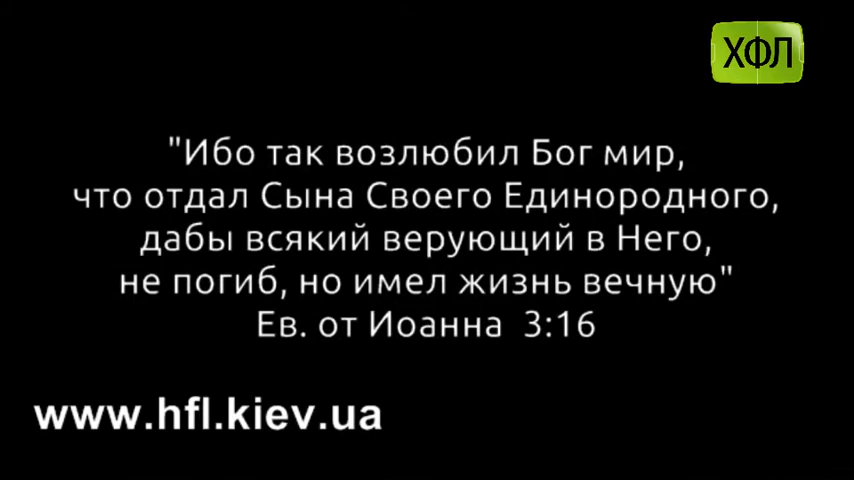 ХФЛ
"Ибо так возлюбил Бог мир,
что отдал Сына Своего Единородного,
дабы всякий верующий в Него,
не погиб, но имел жизнь вечную"
Ев. от Иоанна 3:16
www.hfl.kiev.ua